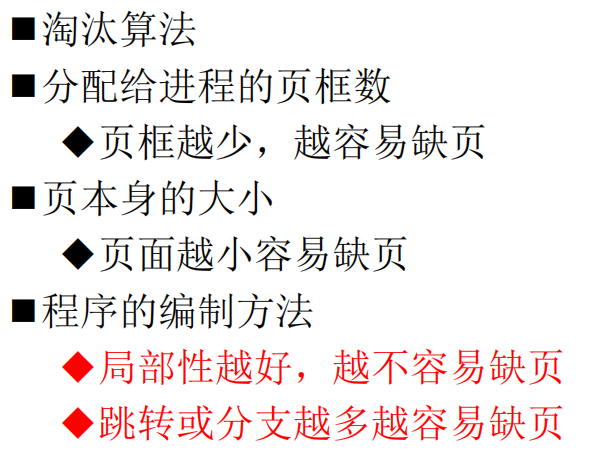 ■淘汰算法
■分配给进程的页框数
◆页框越少，越容易缺页
■页本身的大小
◆页面越小容易缺页
■程序的编制方法
◆局部性越好，越不容易缺页
◆跳转或分支越多越容易缺页